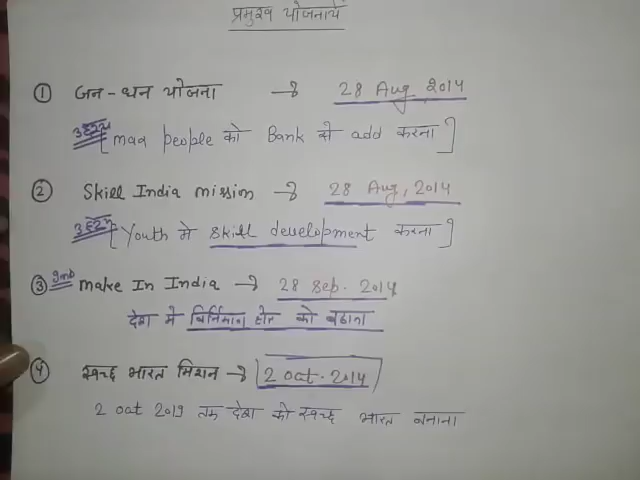 प्रमुख योजनायें
① जन-धन योजना → 28 Aug 2014
उद्देश्य [max people को Bank से add करना]
② Skill India mission → 28 Aug, 2014
उद्देश्य [Youth मे skill development करना]
③ Imp make In India → 28 Sep. 2014
देश मे विनिर्माण क्षेत्र को बढाना
④ स्वच्छ भारत मिशन → 2 oct. 2014
2 oct 2019 तक देश को स्वच्छ भारत बनाना